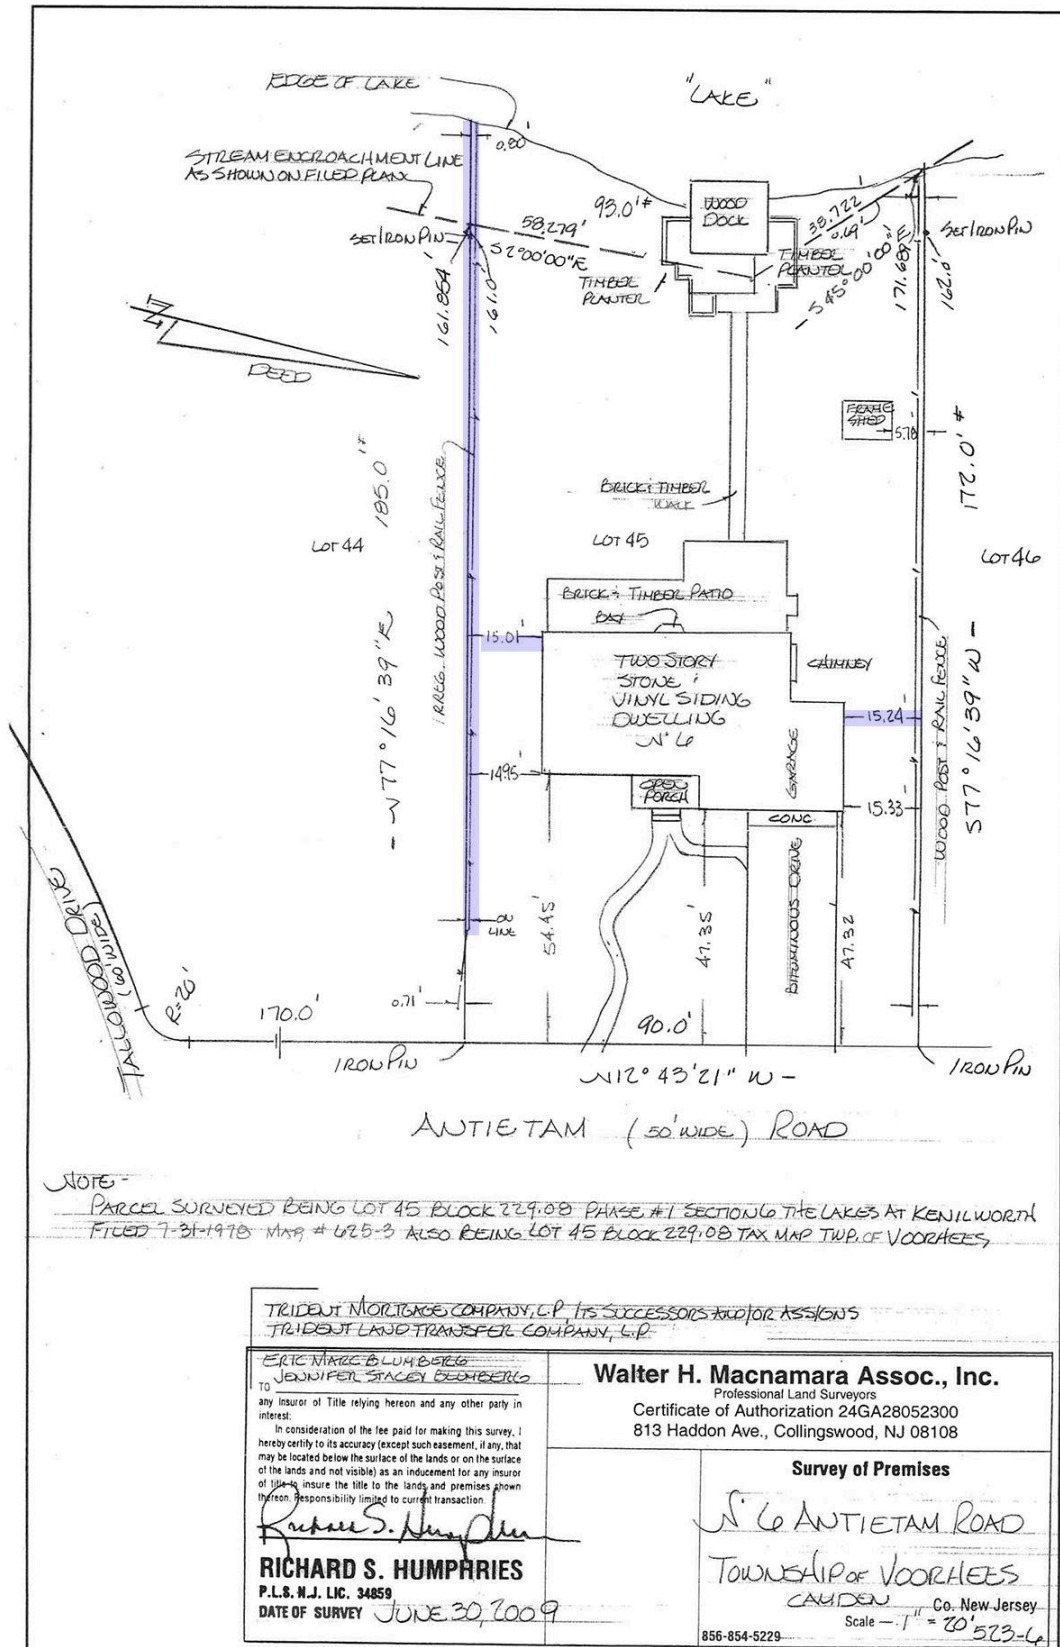 EDGE OF LAKE
"LAKE"
0.80'
STREAM ENCROACHMENT LINE
AS SHOWN ON FILED PLAN
93.0'±
WOOD
DOCK
38.722
0.69'
58.279'
SET IRON PIN
S2°00'00"E
SET IRON PIN
TIMBER
PLANTER
TIMBER
PLANTER
- S45°00'00"
161.854'
161.0'
171.689'
162.0'
N
DEED
FRAME
SHED
5.78'
185.0'±
172.0'±
BRICK & TIMBER
WALK
LOT 44
LOT 45
LOT 46
IRREG. WOOD POST & RAIL FENCE
BRICK & TIMBER PATIO
BAY
15.01'
TWO STORY
STONE &
VINYL SIDING
DWELLING
Nº 6
CHIMNEY
- N77°16'39"E
S77°16'39"W -
WOOD POST & RAIL FENCE
15.24'
GARAGE
14.95'
OPEN
PORCH
15.33'
CONC.
BITUMINOUS DRIVE
ON
LINE
54.45'
47.35'
47.32
TALLOWOOD DRIVE
(60' WIDE)
R=20'
0.71'
170.0'
90.0'
IRON PIN
N12°43'21"W -
IRON PIN
ANTIETAM (50' WIDE) ROAD
NOTE -
PARCEL SURVEYED BEING LOT 45 BLOCK 229.08 PHASE #1 SECTION 6 THE LAKES AT KENILWORTH
FILED 7-31-1978 MAP # 625-3 ALSO BEING LOT 45 BLOCK 229.08 TAX MAP TWP. OF VOORHEES
TRIDENT MORTGAGE COMPANY, L.P. ITS SUCCESSORS AND/OR ASSIGNS
TRIDENT LAND TRANSFER COMPANY, L.P.
ERIC MARC BLUMBERG
JENNIFER STACEY BLUMBERG
TO
any Insuror of Title relying hereon and any other party in
interest:
In consideration of the fee paid for making this survey, I
hereby certify to its accuracy (except such easement, if any, that
may be located below the surface of the lands or on the surface
of the lands and not visible) as an inducement for any insuror
of title to insure the title to the lands and premises shown
thereon. Responsibility limited to current transaction.
Richard S. Humphries
RICHARD S. HUMPHRIES
P.L.S. N.J. LIC. 34859
DATE OF SURVEY JUNE 30, 2009
Walter H. Macnamara Assoc., Inc.
Professional Land Surveyors
Certificate of Authorization 24GA28052300
813 Haddon Ave., Collingswood, NJ 08108
Survey of Premises
Nº 6 ANTIETAM ROAD
TOWNSHIP OF VOORHEES
CAMDEN Co. New Jersey
Scale - 1" = 20'
523-6
856-854-5229